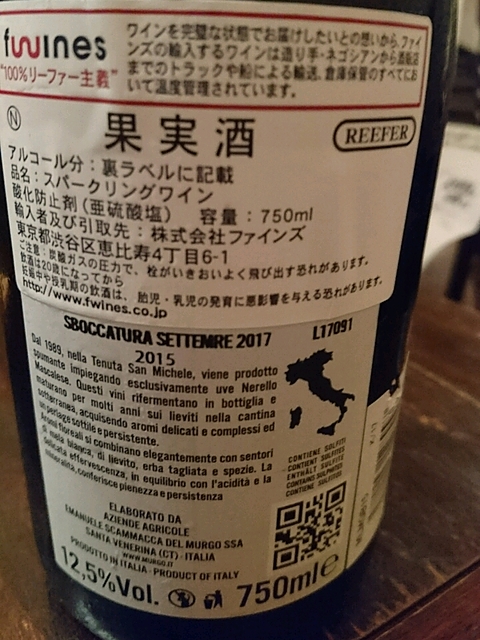 fwines
"100%リーファー主義"
ワインを完璧な状態でお届けしたいとの想いから、ファイ
ンズの輸入するワインは造り手・ネゴシアンから酒販店
までのトラックや船による輸送、倉庫保管のすべてにお
いて温度管理されています。
N
果実酒
REEFER
アルコール分：裏ラベルに記載
品名：スパークリングワイン
酸化防止剤（亜硫酸塩） 容量：750ml
輸入者及び引取先：株式会社ファインズ
東京都渋谷区恵比寿4丁目6-1
ご注意：炭酸ガスの圧力で、栓がいきおいよく飛び出す恐れがあります。
飲酒は20歳になってから
妊娠中や授乳期の飲酒は、胎児・乳児の発育に悪影響を与える恐れがあります。
http://www.fwines.co.jp
SBOCCATURA SETTEMRE 2017 L17091
2015
Dal 1989, nella Tenuta San Michele, viene prodotto
spumante impiegando esclusivamente uve Nerello
Mascalese. Questi vini rifermentano in bottiglia e
maturano per molti anni sui lieviti nella cantina
sotterranea, acquisendo aromi delicati e complessi ed
un perlage sottile e persistente.
Aromi floreali si combinano elegantemente con sentori
di mela bianca, di lievito, erba tagliata e spezie. La
delicata effervescenza, in equilibrio con l'acidità e la
mineralità, conferisce pienezza e persistenza
CONTIENE SOLFITI
CONTIENT SULFITES
ENTHÄLT SULFITE
CONTAINS SULPHITES
CONTIENE SULFITOS
ELABORATO DA
AZIENDE AGRICOLE
EMANUELE SCAMMACCA DEL MURGO SSA
SANTA VENERINA (CT) - ITALIA
WWW.MURGO.IT
PRODOTTO IN ITALIA - PRODUCT OF ITALY
12,5%Vol. 750ml e